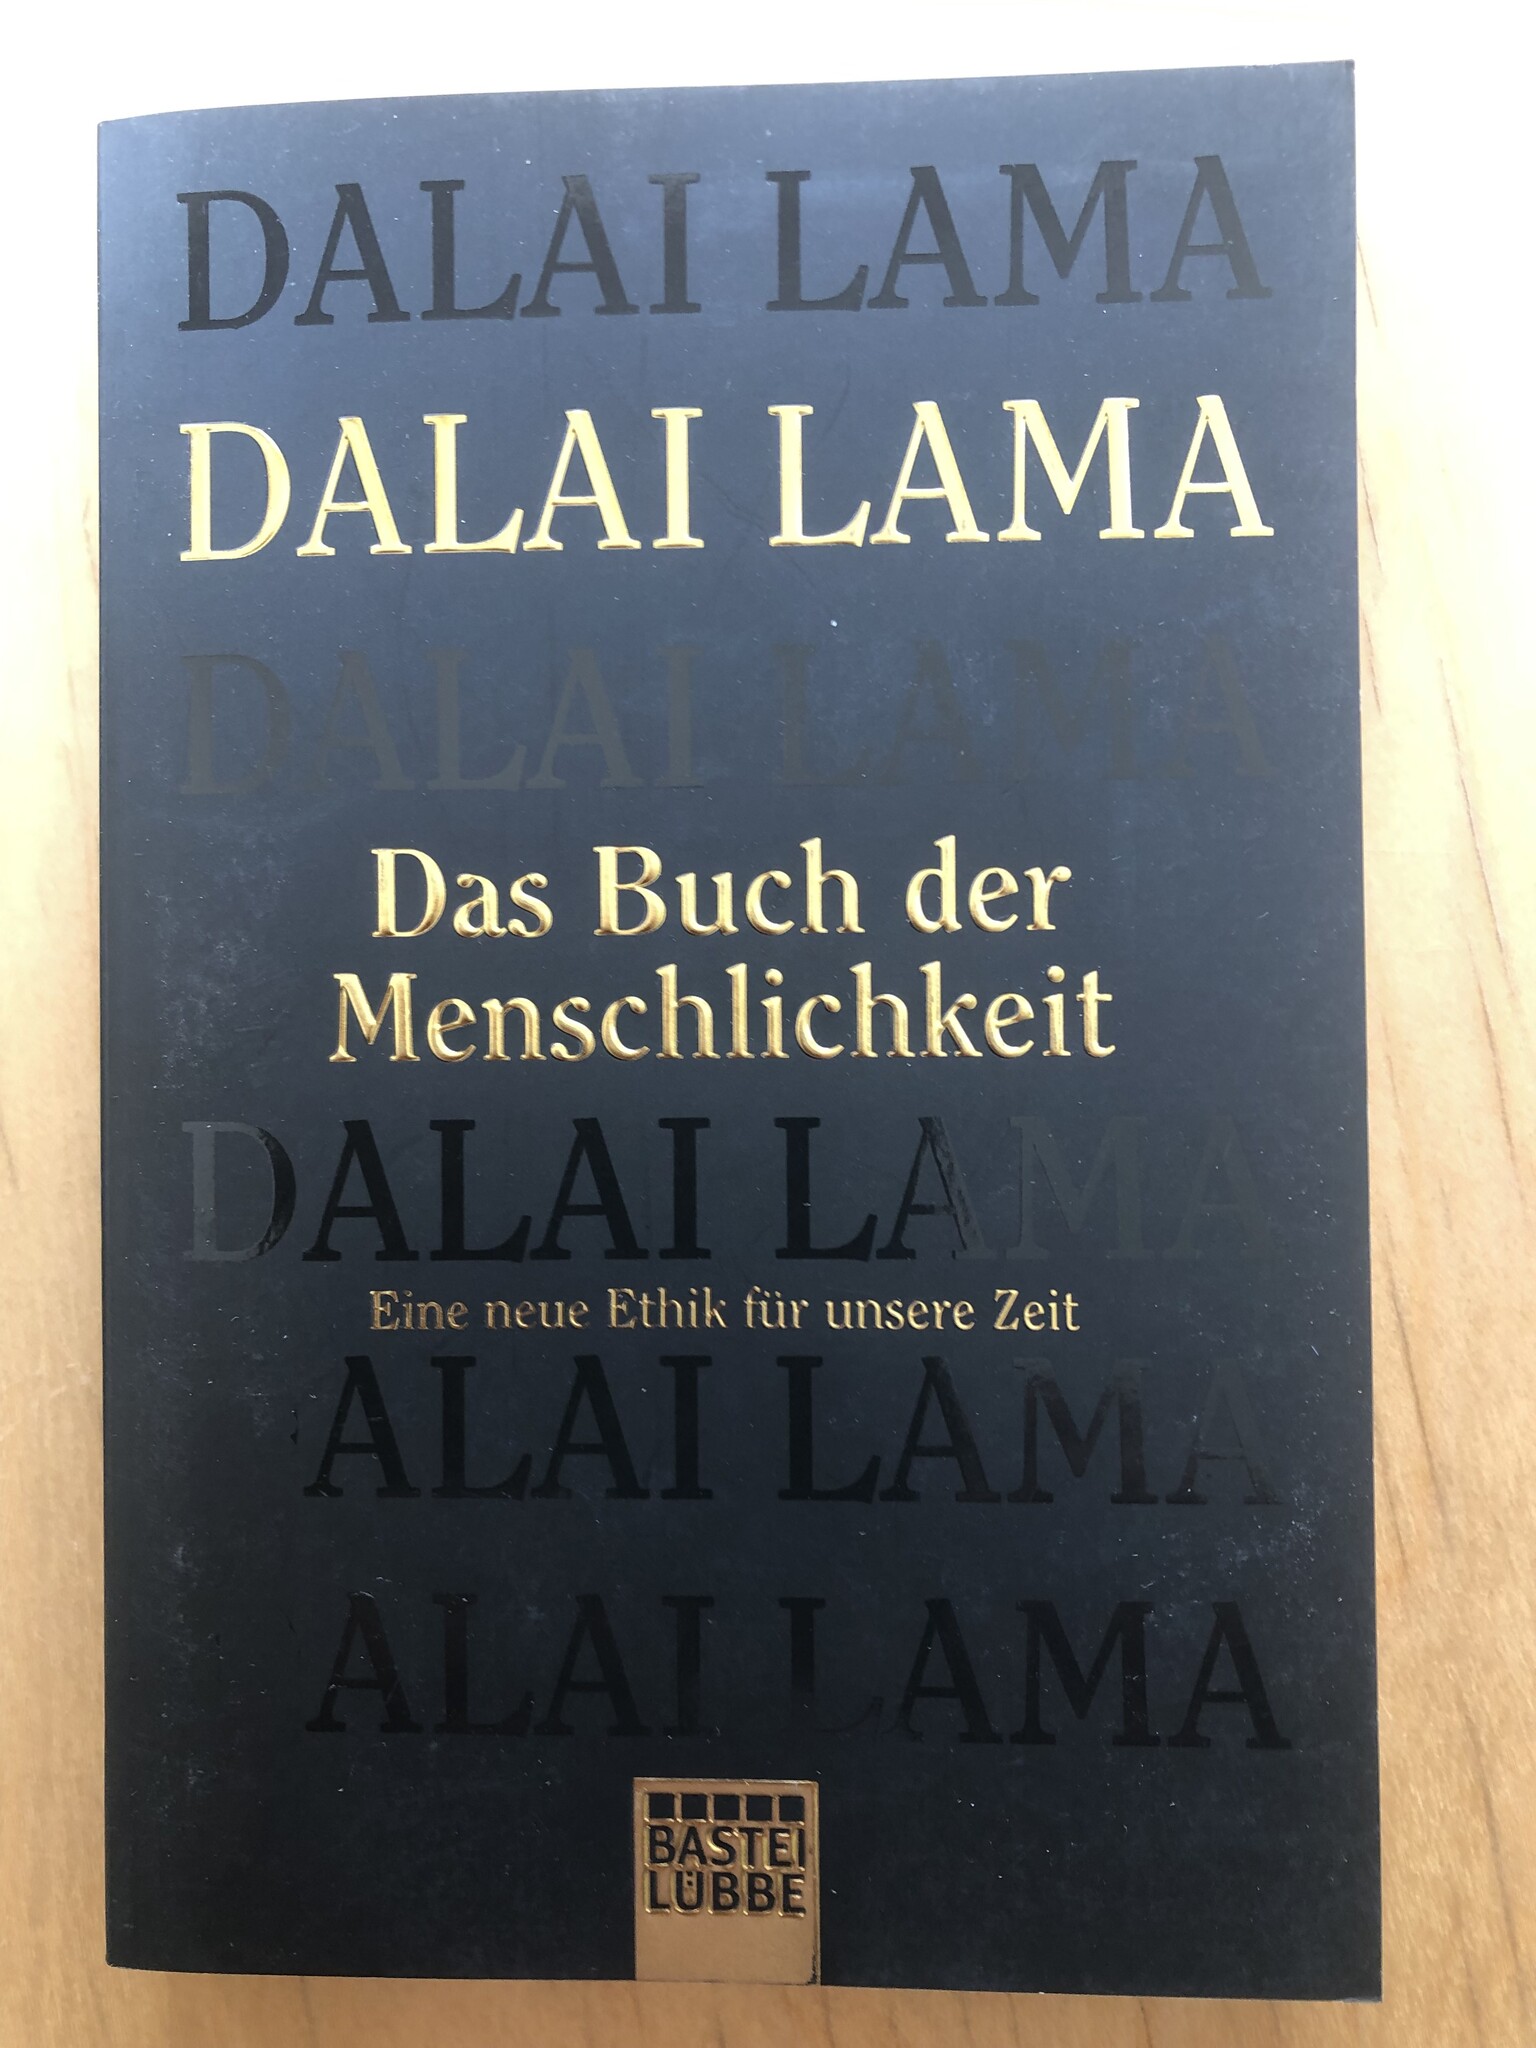 DALAI LAMA
DALAI LAMA
DALAI LAMA
Das Buch der
Menschlichkeit
DALAI LAMA
Eine neue Ethik für unsere Zeit
ALAI LAMA
ALAI LAMA
BASTEI
LÜBBE